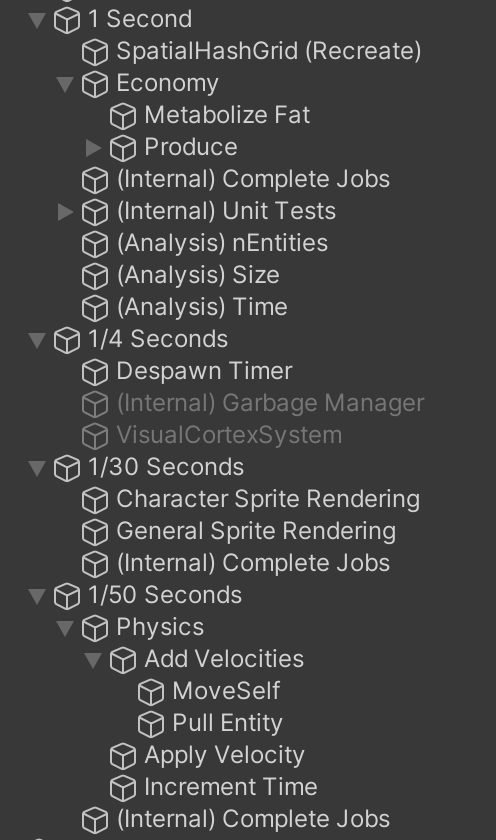 1 Second
SpatialHashGrid (Recreate)
Economy
Metabolize Fat
Produce
(Internal) Complete Jobs
(Internal) Unit Tests
(Analysis) nEntities
(Analysis) Size
(Analysis) Time
1/4 Seconds
Despawn Timer
(Internal) Garbage Manager
VisualCortexSystem
1/30 Seconds
Character Sprite Rendering
General Sprite Rendering
(Internal) Complete Jobs
1/50 Seconds
Physics
Add Velocities
MoveSelf
Pull Entity
Apply Velocity
Increment Time
(Internal) Complete Jobs